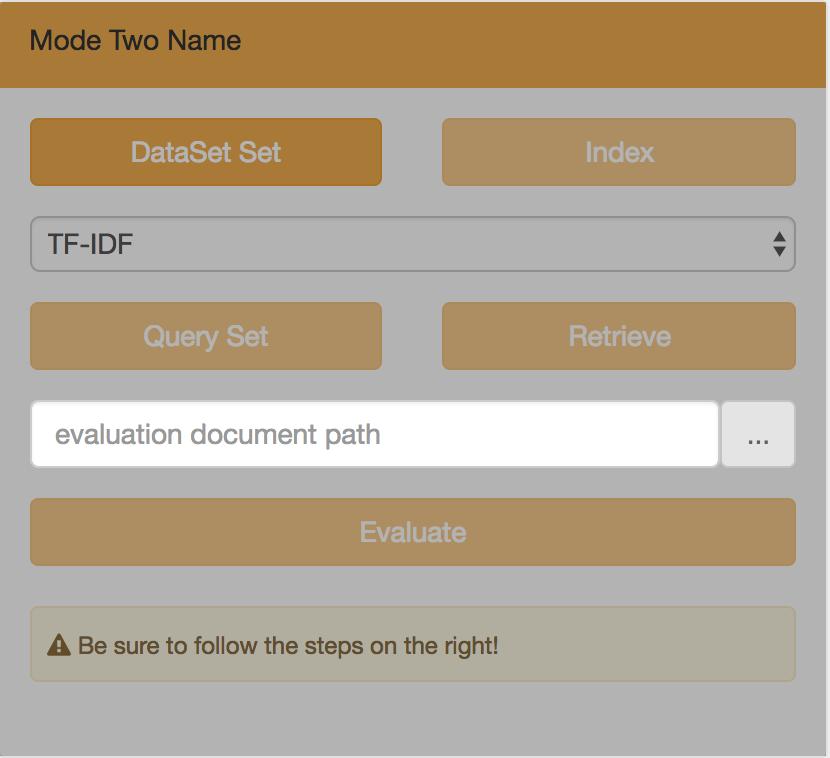 Mode Two Name
DataSet Set
Index
TF-IDF
Query Set
Retrieve
evaluation document path
...
Evaluate
Be sure to follow the steps on the right!